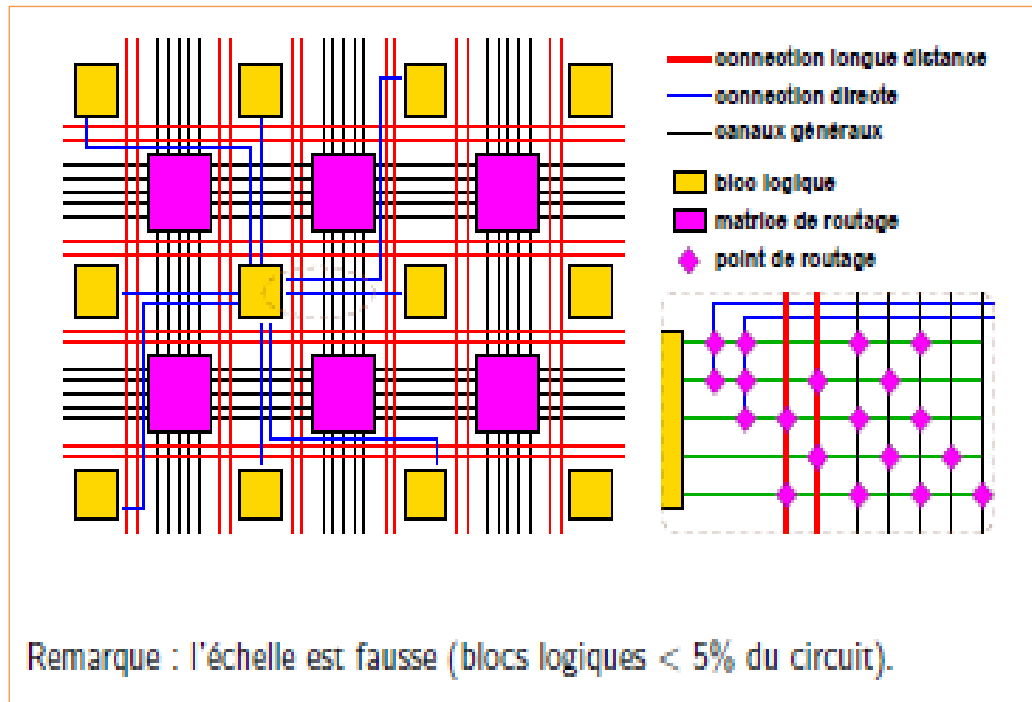 connection longue distance
connection directe
canaux généraux
bloc logique
matrice de routage
point de routage
Remarque : l'échelle est fausse (blocs logiques < 5% du circuit).